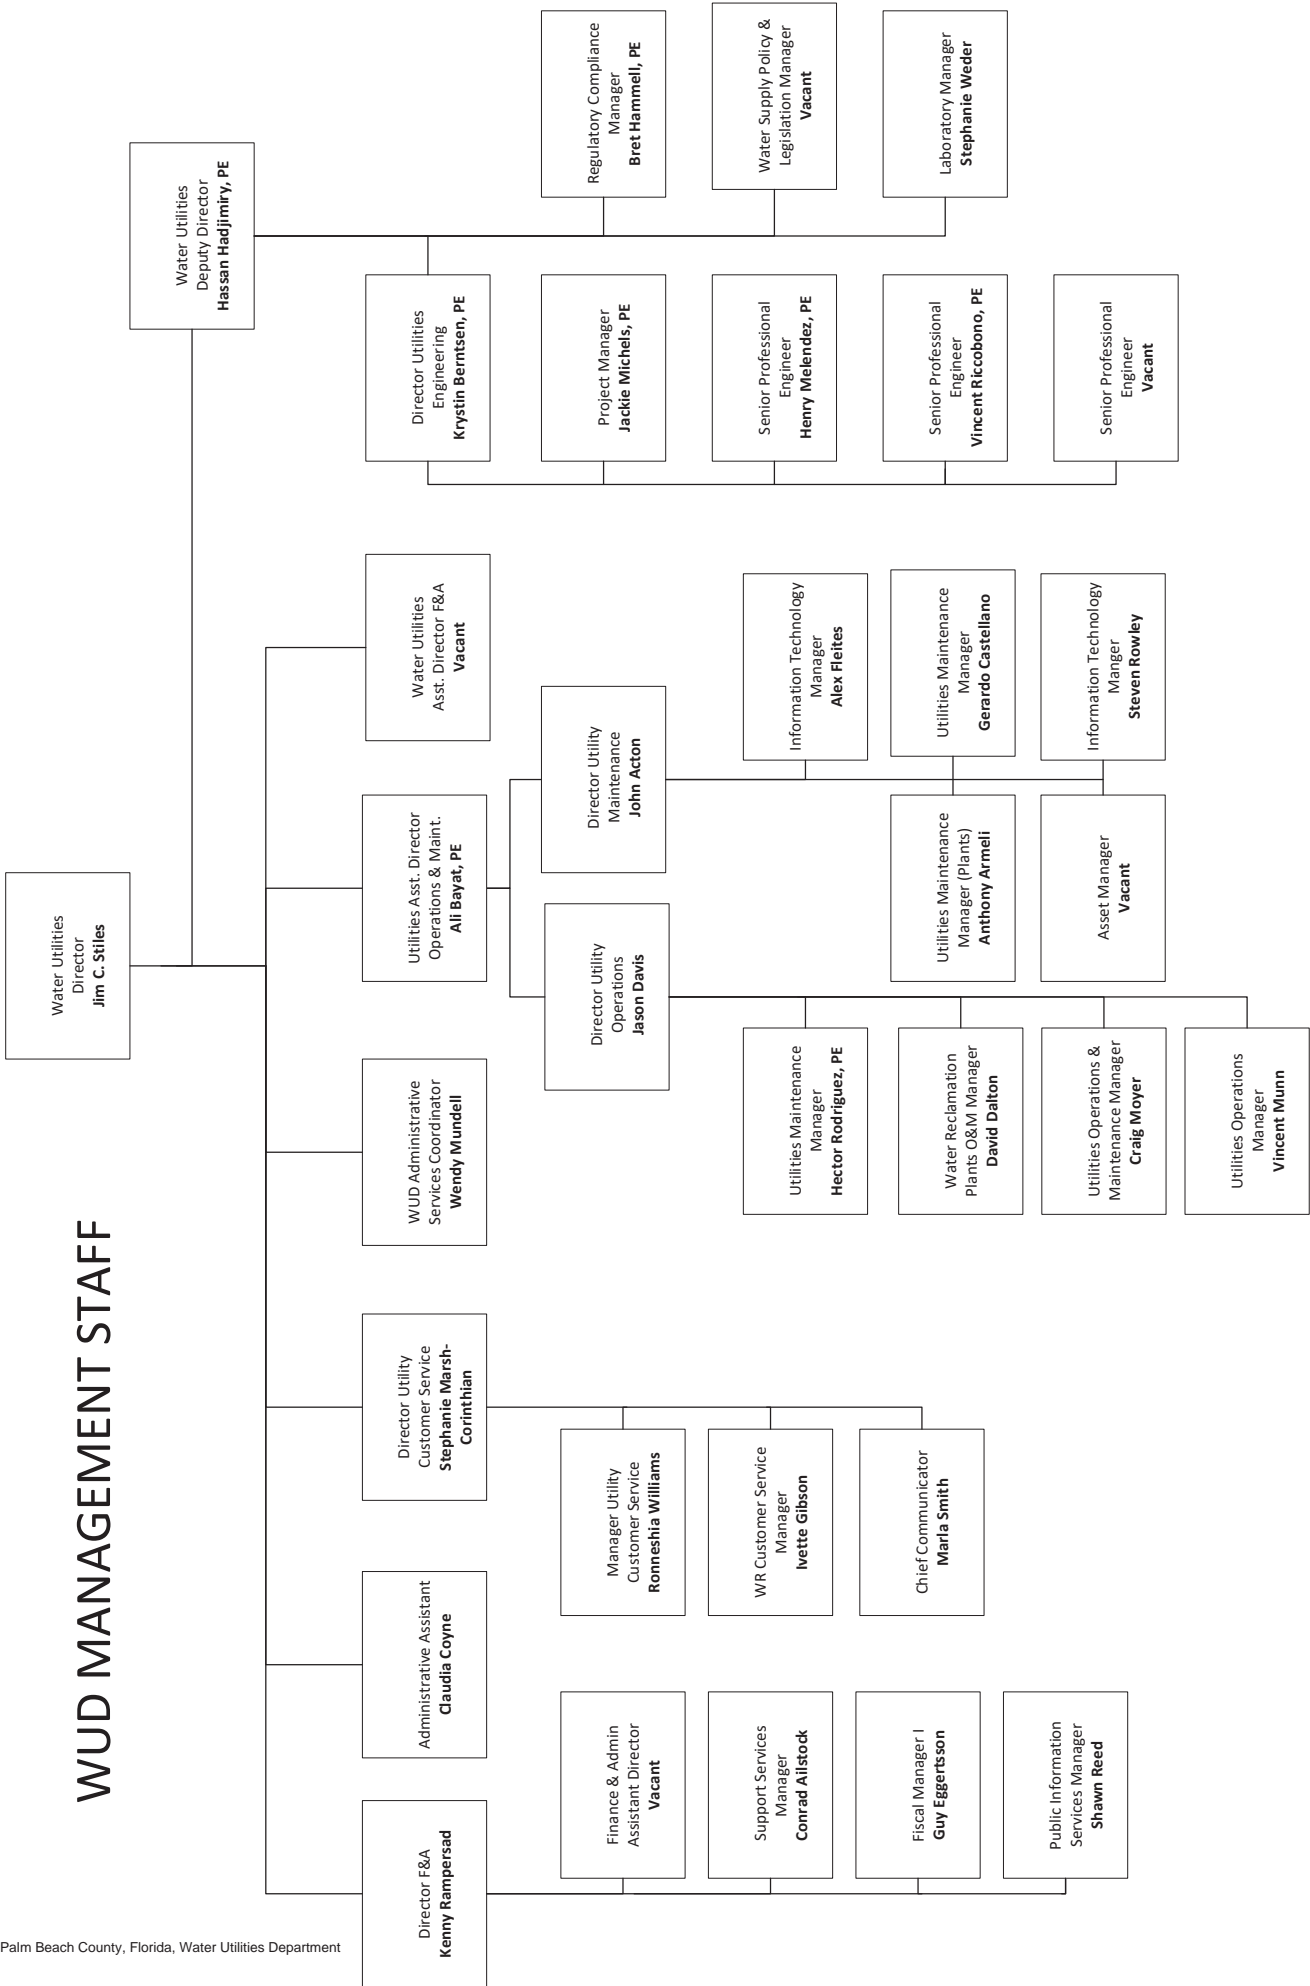 WUD MANAGEMENT STAFF
Water Utilities
Director
Jim C. Stiles
Water Utilities
Deputy Director
Hassan Hadjimiry, PE
Director F&A
Kenny Rampersad
Administrative Assistant
Claudia Coyne
Director Utility
Customer Service
Stephanie Marsh-
Corinthian
WUD Administrative
Services Coordinator
Wendy Mundell
Utilities Asst. Director
Operations & Maint.
Ali Bayat, PE
Water Utilities
Asst. Director F&A
Vacant
Director Utilities
Engineering
Krystin Berntsen, PE
Finance & Admin
Assistant Director
Vacant
Support Services
Manager
Conrad Ailstock
Fiscal Manager I
Guy Eggertsson
Public Information
Services Manager
Shawn Reed
Manager Utility
Customer Service
Ronneshia Williams
WR Customer Service
Manager
Ivette Gibson
Chief Communicator
Marla Smith
Director Utility
Operations
Jason Davis
Utilities Maintenance
Manager
Hector Rodriguez, PE
Water Reclamation
Plants O&M Manager
David Dalton
Utilities Operations &
Maintenance Manager
Craig Moyer
Utilities Operations
Manager
Vincent Munn
Director Utility
Maintenance
John Acton
Information Technology
Manager
Alex Fleites
Utilities Maintenance
Manager (Plants)
Anthony Armeli
Utilities Maintenance
Manager
Gerardo Castellano
Asset Manager
Vacant
Information Technology
Manger
Steven Rowley
Project Manager
Jackie Michels, PE
Senior Professional
Engineer
Henry Melendez, PE
Senior Professional
Engineer
Vincent Riccobono, PE
Senior Professional
Engineer
Vacant
Regulatory Compliance
Manager
Bret Hammell, PE
Water Supply Policy &
Legislation Manager
Vacant
Laboratory Manager
Stephanie Weder
Palm Beach County, Florida, Water Utilities Department